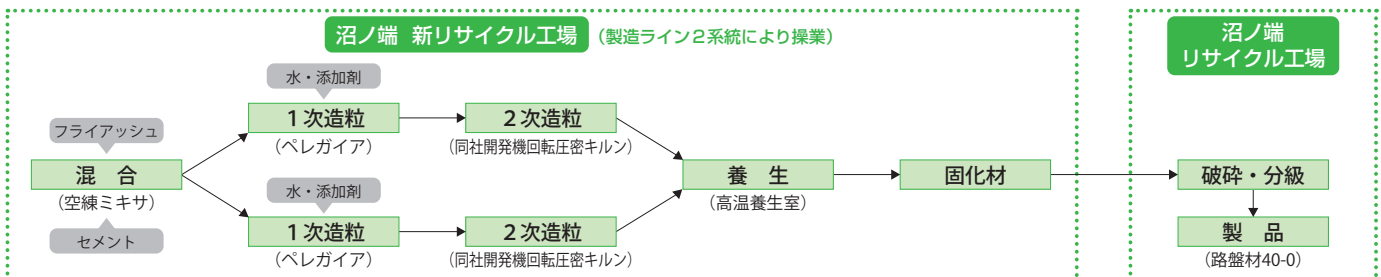 沼ノ端 新リサイクル工場 (製造ライン2系統により操業)
沼ノ端
リサイクル工場
フライアッシュ
混 合
(空練ミキサ)
セメント
水・添加剤
1次造粒
(ペレガイア)
2次造粒
(同社開発機回転圧密キルン)
水・添加剤
1次造粒
(ペレガイア)
2次造粒
(同社開発機回転圧密キルン)
養 生
(高温養生室)
固化材
破砕・分級
製 品
(路盤材40-0)